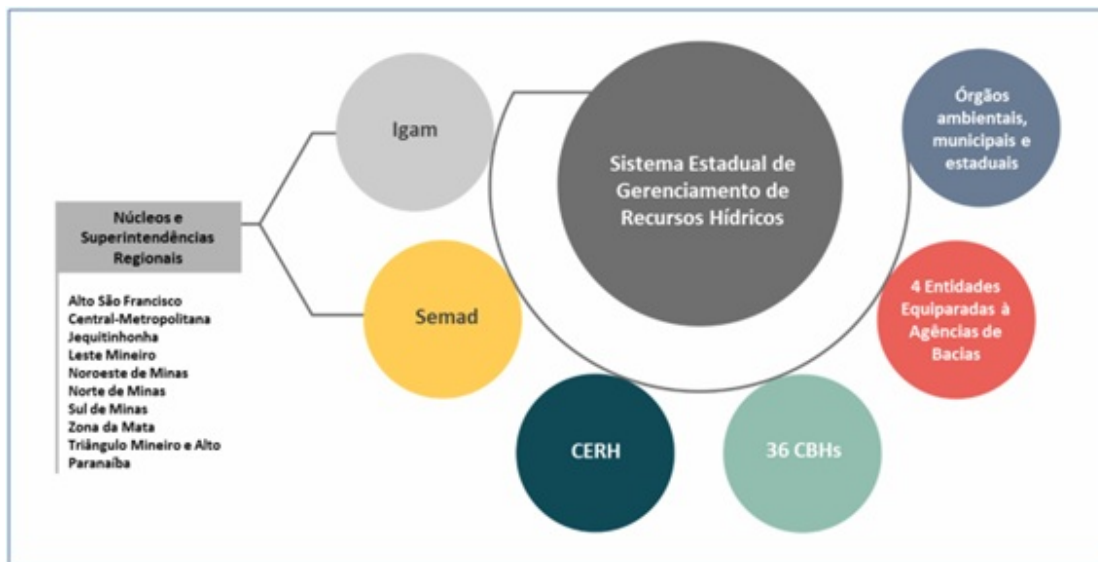 Igam
Sistema Estadual de
Gerenciamento de
Recursos Hídricos
Órgãos
ambientais,
municipais e
estaduais
Núcleos e
Superintendências
Regionais
Alto São Francisco
Central-Metropolitana
Jequitinhonha
Leste Mineiro
Noroeste de Minas
Norte de Minas
Sul de Minas
Zona da Mata
Triângulo Mineiro e Alto
Paranaíba
Semad
4 Entidades
Equiparadas à
Agências de
Bacias
CERH
36 CBHs